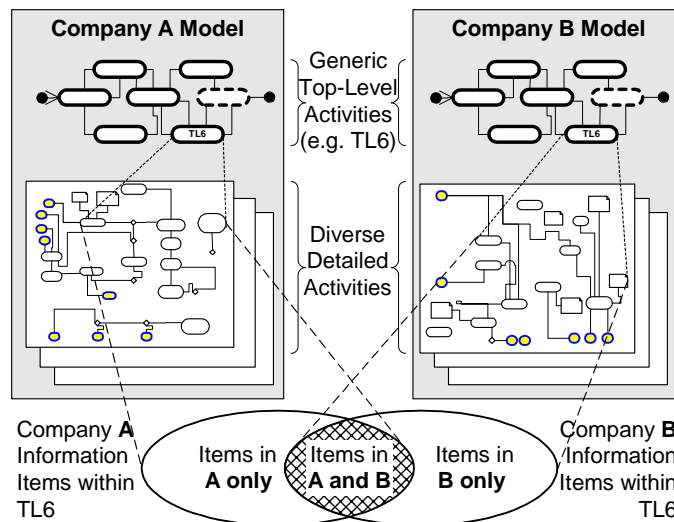 Company A Model
Company B Model
Generic
Top-Level
Activities
(e.g. TL6)
TL6
TL6
Diverse
Detailed
Activities
Company A
Information
Items within
TL6
Items in
A only
Items in
A and B
Items in
B only
Company B
Information
Items within
TL6